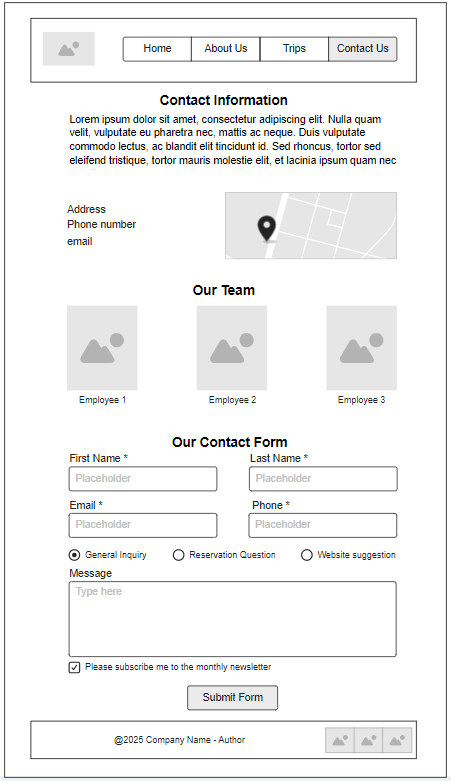 Home About Us Trips Contact Us
Contact Information
Lorem ipsum dolor sit amet, consectetur adipiscing elit. Nulla quam
velit, vulputate eu pharetra nec, mattis ac neque. Duis vulputate
commodo lectus, ac blandit elit tincidunt id. Sed rhoncus, tortor sed
eleifend tristique, tortor mauris molestie elit, et lacinia ipsum quam nec
Address
Phone number
email
Our Team
Employee 1 Employee 2 Employee 3
Our Contact Form
First Name * Last Name *
Placeholder Placeholder
Email * Phone *
Placeholder Placeholder
General Inquiry Reservation Question Website suggestion
Message
Type here
Please subscribe me to the monthly newsletter
Submit Form
@2025 Company Name - Author